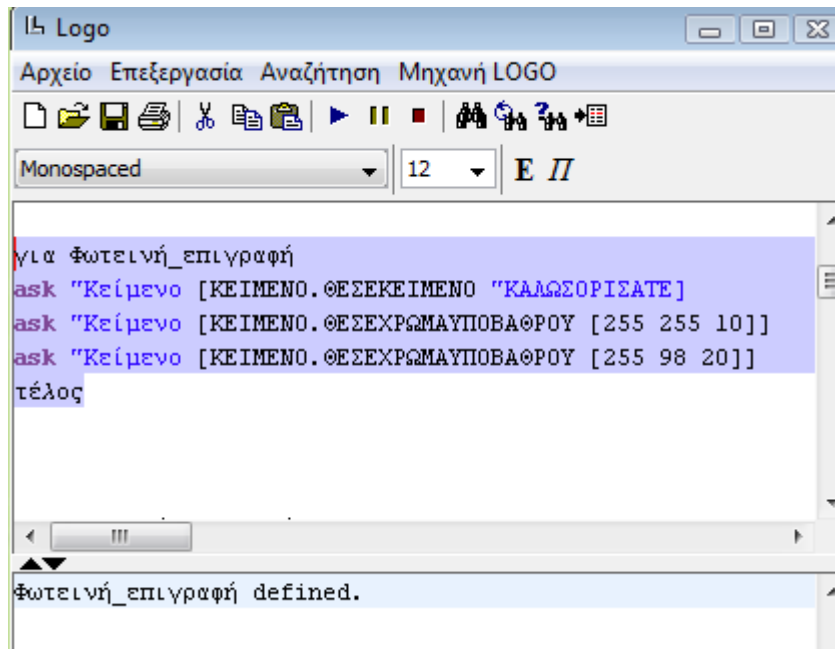 Logo
Αρχείο Επεξεργασία Αναζήτηση Μηχανή LOGO
Monospaced 12 Ε Π
για Φωτεινή_επιγραφή
ask "Κείμενο [ΚΕΙΜΕΝΟ.ΘΕΣΕΚΕΙΜΕΝΟ "ΚΑΛΩΣΟΡΙΣΑΤΕ]
ask "Κείμενο [ΚΕΙΜΕΝΟ.ΘΕΣΕΧΡΩΜΑΥΠΟΒΑΘΡΟΥ [255 255 10]]
ask "Κείμενο [ΚΕΙΜΕΝΟ.ΘΕΣΕΧΡΩΜΑΥΠΟΒΑΘΡΟΥ [255 98 20]]
τέλος
Φωτεινή_επιγραφή defined.